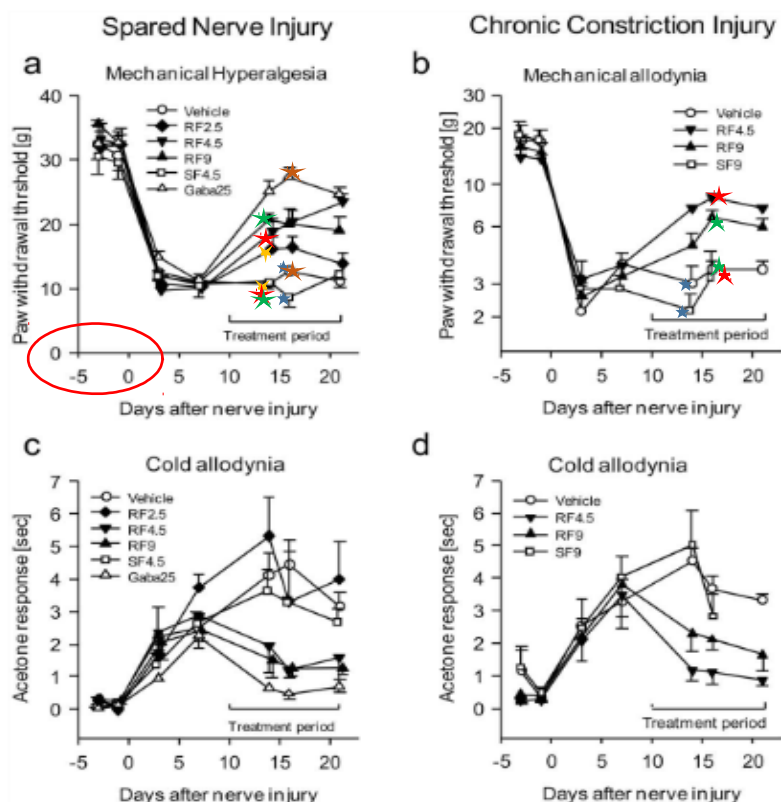 Spared Nerve Injury
Chronic Constriction Injury
a
Mechanical Hyperalgesia
Paw withdrawal thrshold [g]
40
30
20
10
0
Vehicle
RF2.5
RF4.5
RF9
SF4.5
Gaba25
Treatment period
-5 0 5 10 15 20
Days after nerve injury
b
Mechanical allodynia
Paw withdrawal threshold [g]
30
20
10
6
3
2
Vehicle
RF4.5
RF9
SF9
Treatment period
-5 0 5 10 15 20
Days after nerve injury
c
Cold allodynia
Acetone response [sec]
7
6
5
4
3
2
1
0
Vehicle
RF2.5
RF4.5
RF9
SF4.5
Gaba25
Treatment period
-5 0 5 10 15 20
Days after nerve injury
d
Cold allodynia
Acetone response [sec]
7
6
5
4
3
2
1
0
Vehicle
RF4.5
RF9
SF9
Treatment period
-5 0 5 10 15 20
Days after nerve injury